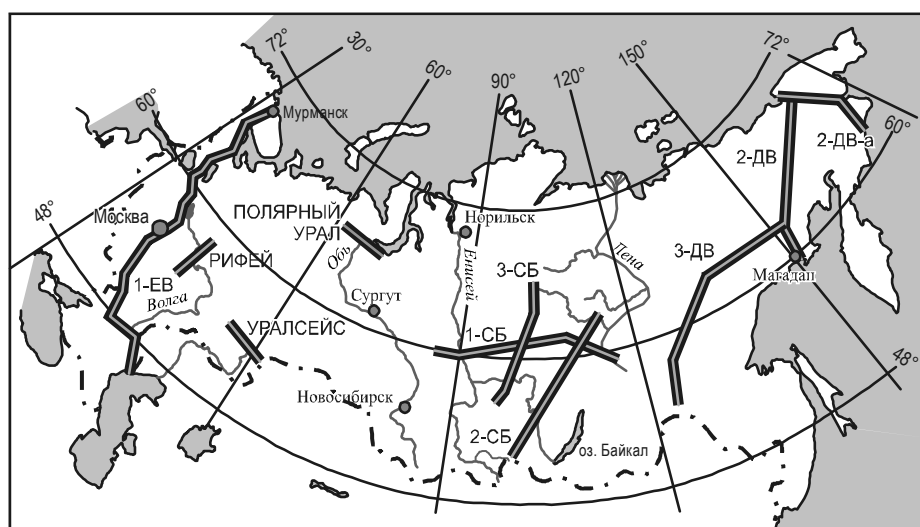 72°
30°
60°
90°
120°
150°
72°
60°
60°
Мурманск
2-ДВ
2-ДВ-а
48°
Москва
ПОЛЯРНЫЙ
УРАЛ
Норильск
РИФЕЙ
Обь
Енисей
3-СБ
Лена
3-ДВ
Магадан
1-ЕВ
Волга
Сургут
УРАЛСЕЙС
1-СБ
48°
Новосибирск
2-СБ
оз. Байкал